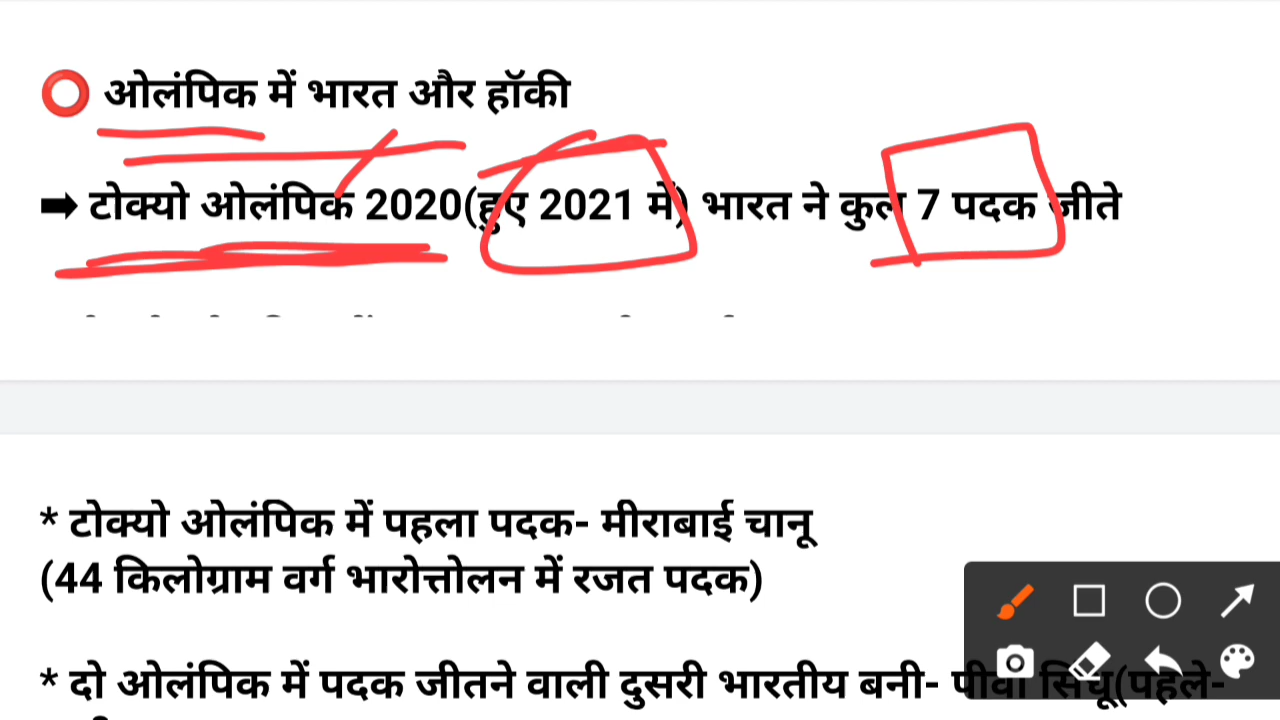 ओलंपिक में भारत और हॉकी
➡ टोक्यो ओलंपिक 2020(हुए 2021 में) भारत ने कुल 7 पदक जीते
* टोक्यो ओलंपिक में पहला पदक- मीराबाई चानू
(44 किलोग्राम वर्ग भारोत्तोलन में रजत पदक)
* दो ओलंपिक में पदक जीतने वाली दुसरी भारतीय बनी- पीवी सिंधू(पहले-